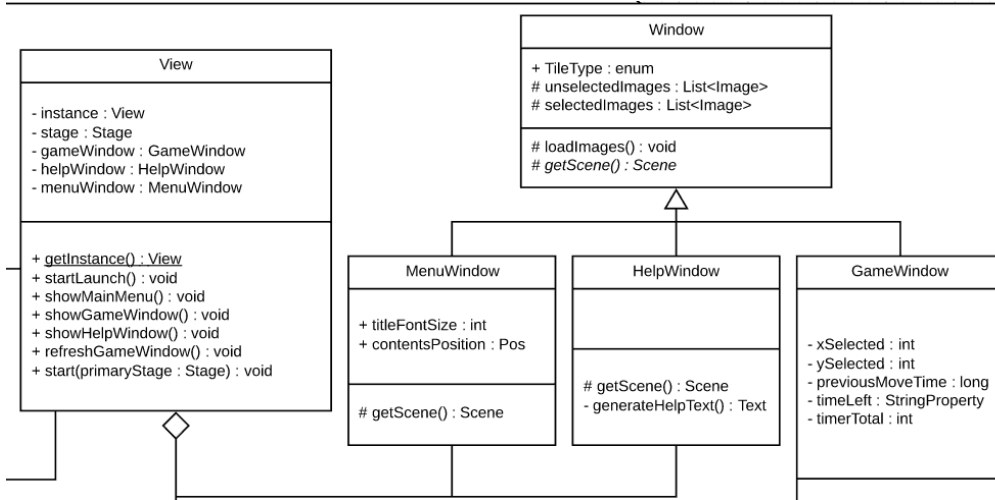 View
- instance : View
- stage : Stage
- gameWindow : GameWindow
- helpWindow : HelpWindow
- menuWindow : MenuWindow
+ getInstance() : View
+ startLaunch() : void
+ showMainMenu() : void
+ showGameWindow() : void
+ showHelpWindow() : void
+ refreshGameWindow() : void
+ start(primaryStage : Stage) : void
Window
+ TileType : enum
# unselectedImages : List<Image>
# selectedImages : List<Image>
# loadImages() : void
# getScene() : Scene
MenuWindow
+ titleFontSize : int
+ contentsPosition : Pos
# getScene() : Scene
HelpWindow
# getScene() : Scene
- generateHelpText() : Text
GameWindow
- xSelected : int
- ySelected : int
- previousMoveTime : long
- timeLeft : StringProperty
- timerTotal : int